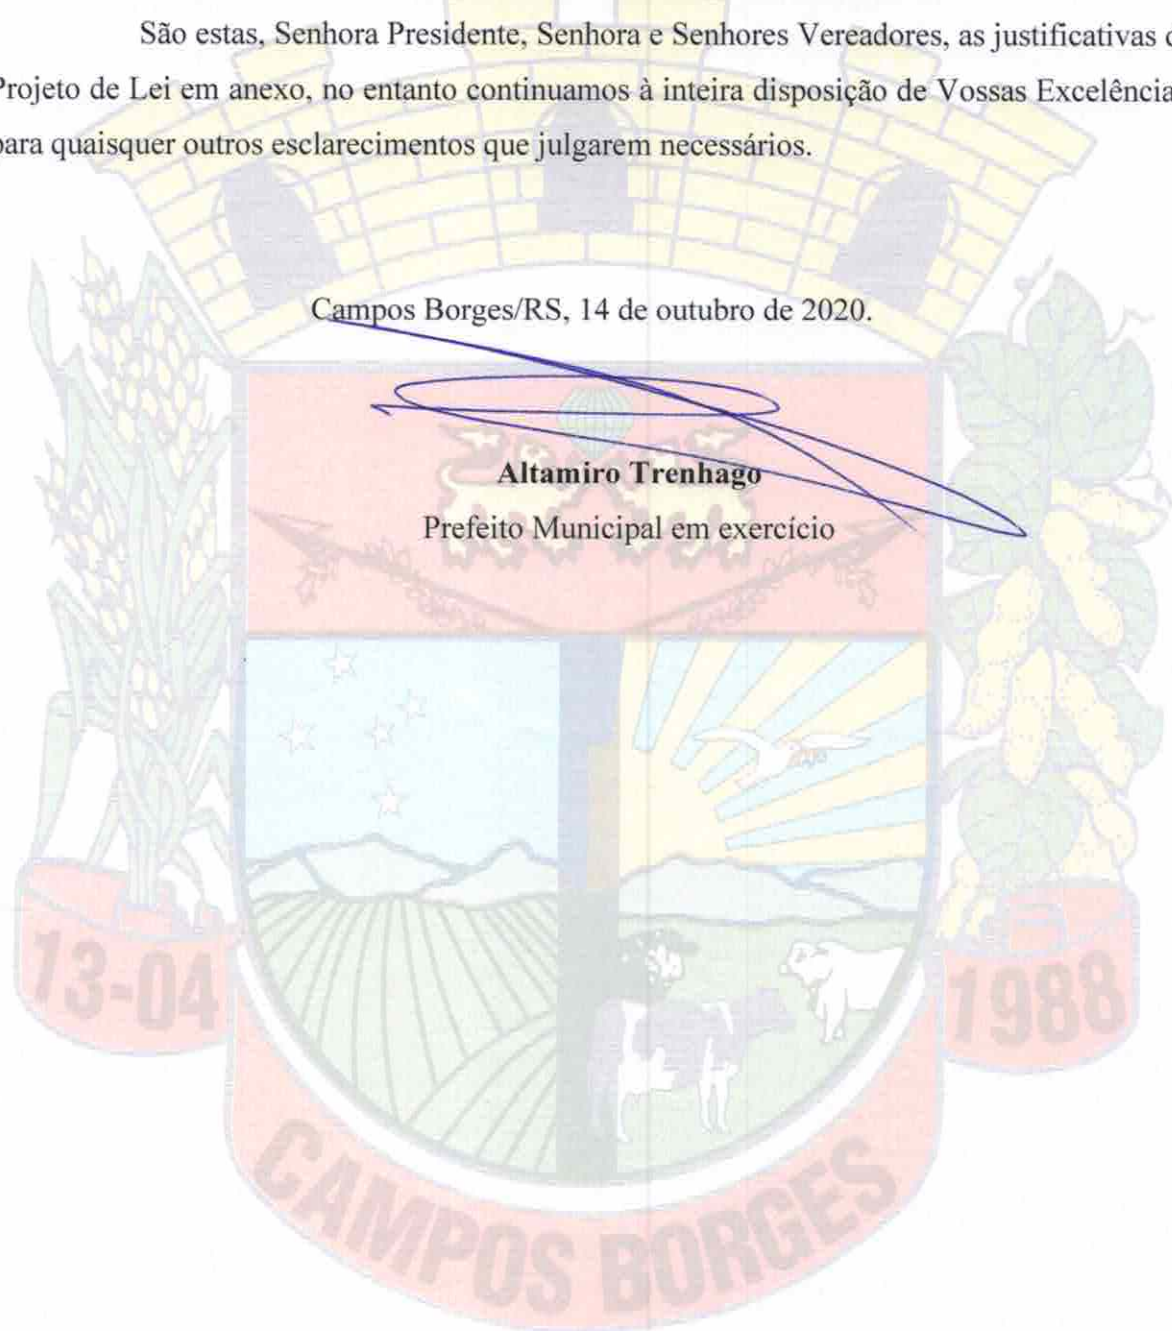 São estas, Senhora Presidente, Senhora e Senhores Vereadores, as justificativas
Projeto de Lei em anexo, no entanto continuamos à inteira disposição de Vossas Excelência
para quaisquer outros esclarecimentos que julgarem necessários.
Campos Borges/RS, 14 de outubro de 2020.
Altamiro Trenhago
Prefeito Municipal em exercício
13-04
1988
CAMPOS BORGES